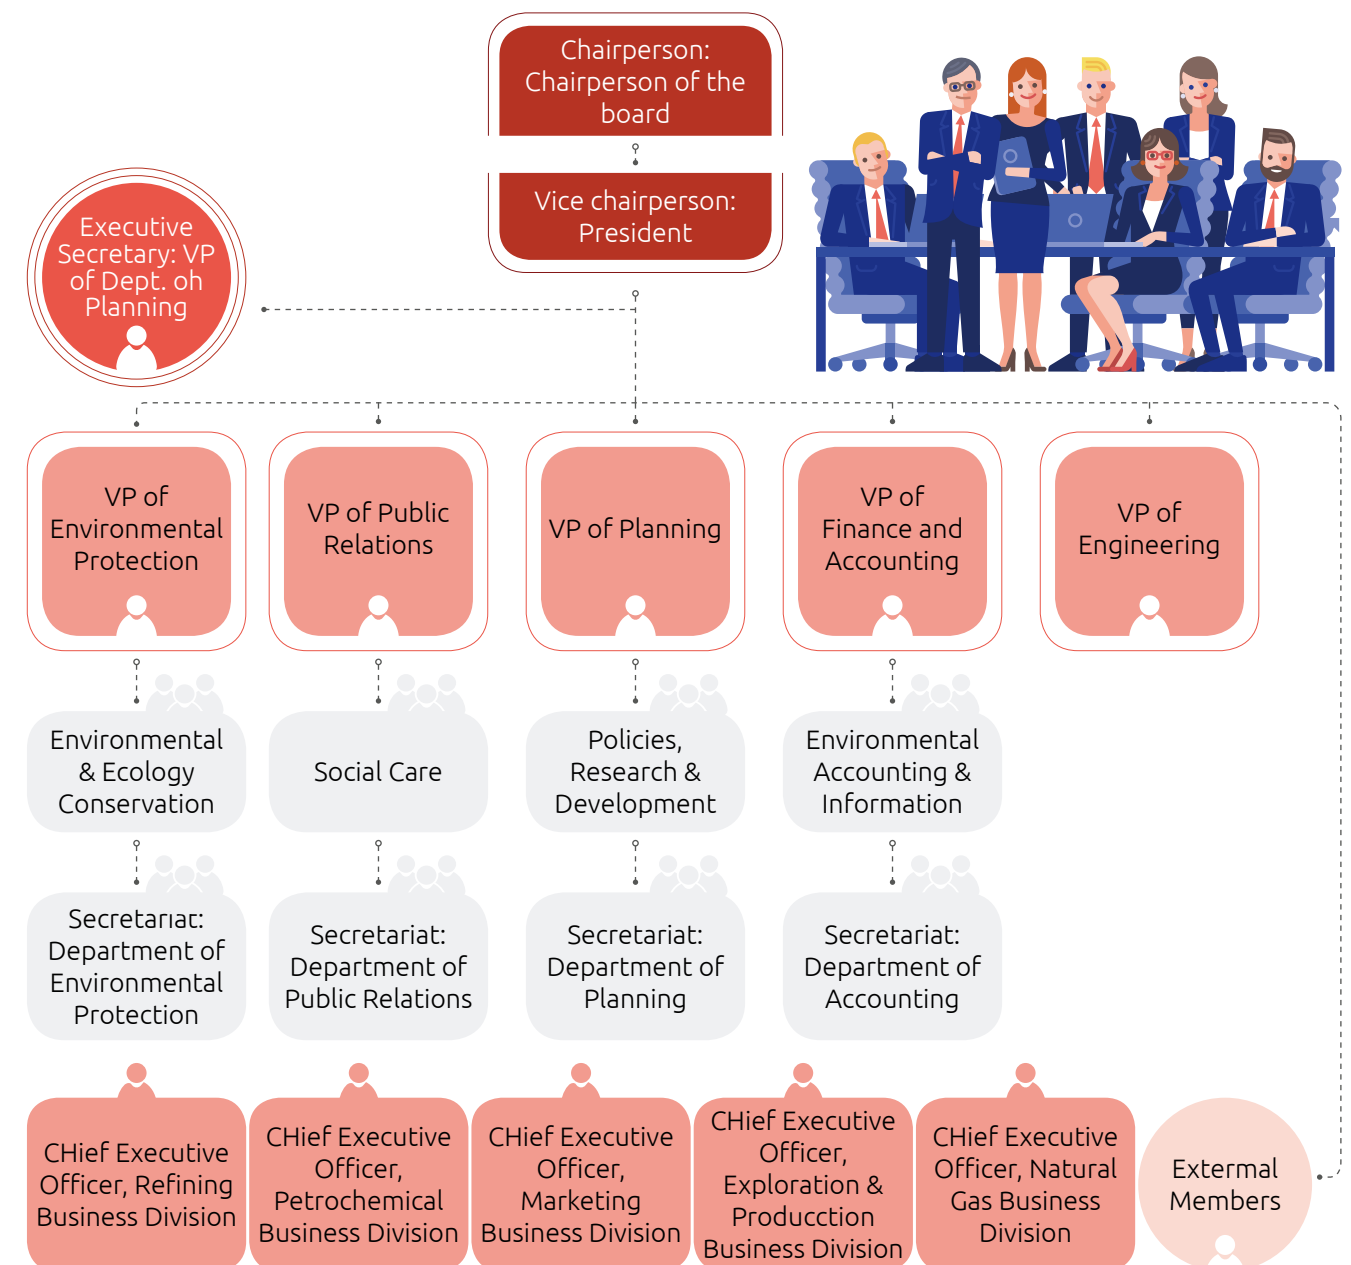 Chairperson:
Chairperson of the
board
Vice chairperson:
President
Executive
Secretary: VP
of Dept. oh
Planning
VP of
Environmental
Protection
VP of Public
Relations
VP of Planning
VP of
Finance and
Accounting
VP of
Engineering
Environmental
& Ecology
Conservation
Social Care
Policies,
Research &
Development
Environmental
Accounting &
Information
Secretariat:
Department of
Environmental
Protection
Secretariat:
Department of
Public Relations
Secretariat:
Department of
Planning
Secretariat:
Department of
Accounting
CHief Executive
Officer, Refining
Business Division
CHief Executive
Officer,
Petrochemical
Business Division
CHief Executive
Officer,
Marketing
Business Division
CHief Executive
Officer,
Exploration &
Producction
Business Division
CHief Executive
Officer, Natural
Gas Business
Division
Extermal
Members